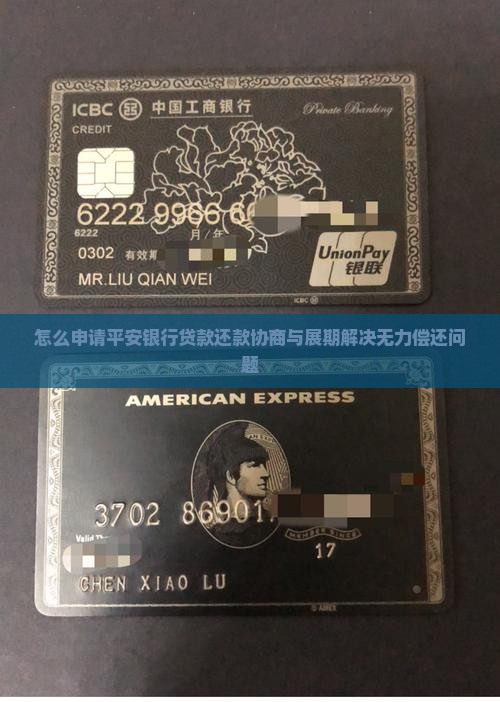 ICBC 中国工商银行 Private Banking
CREDIT
6222 9966 6
6222
月/年
0302 有效期
UnionPay
银联
MR.LIU QIAN WEI
ICBC
怎么申请平安银行贷款还款协商与展期解决无力偿还问
题
AMERICAN EXPRESS
3702 86901
MEMBER SINCE
Valid
17
CHEN XIAO LU
© AMEX